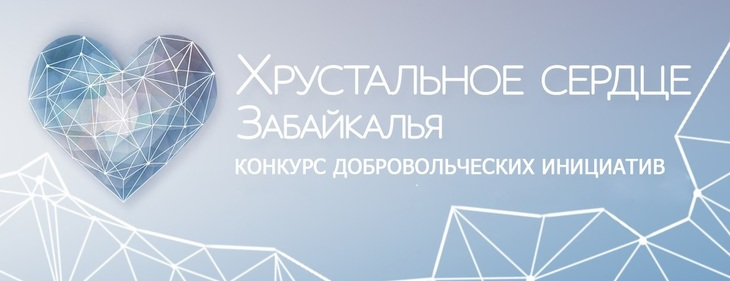 Хрустальное сердце
Забайкалья
КОНКУРС ДОБРОВОЛЬЧЕСКИХ ИНИЦИАТИВ